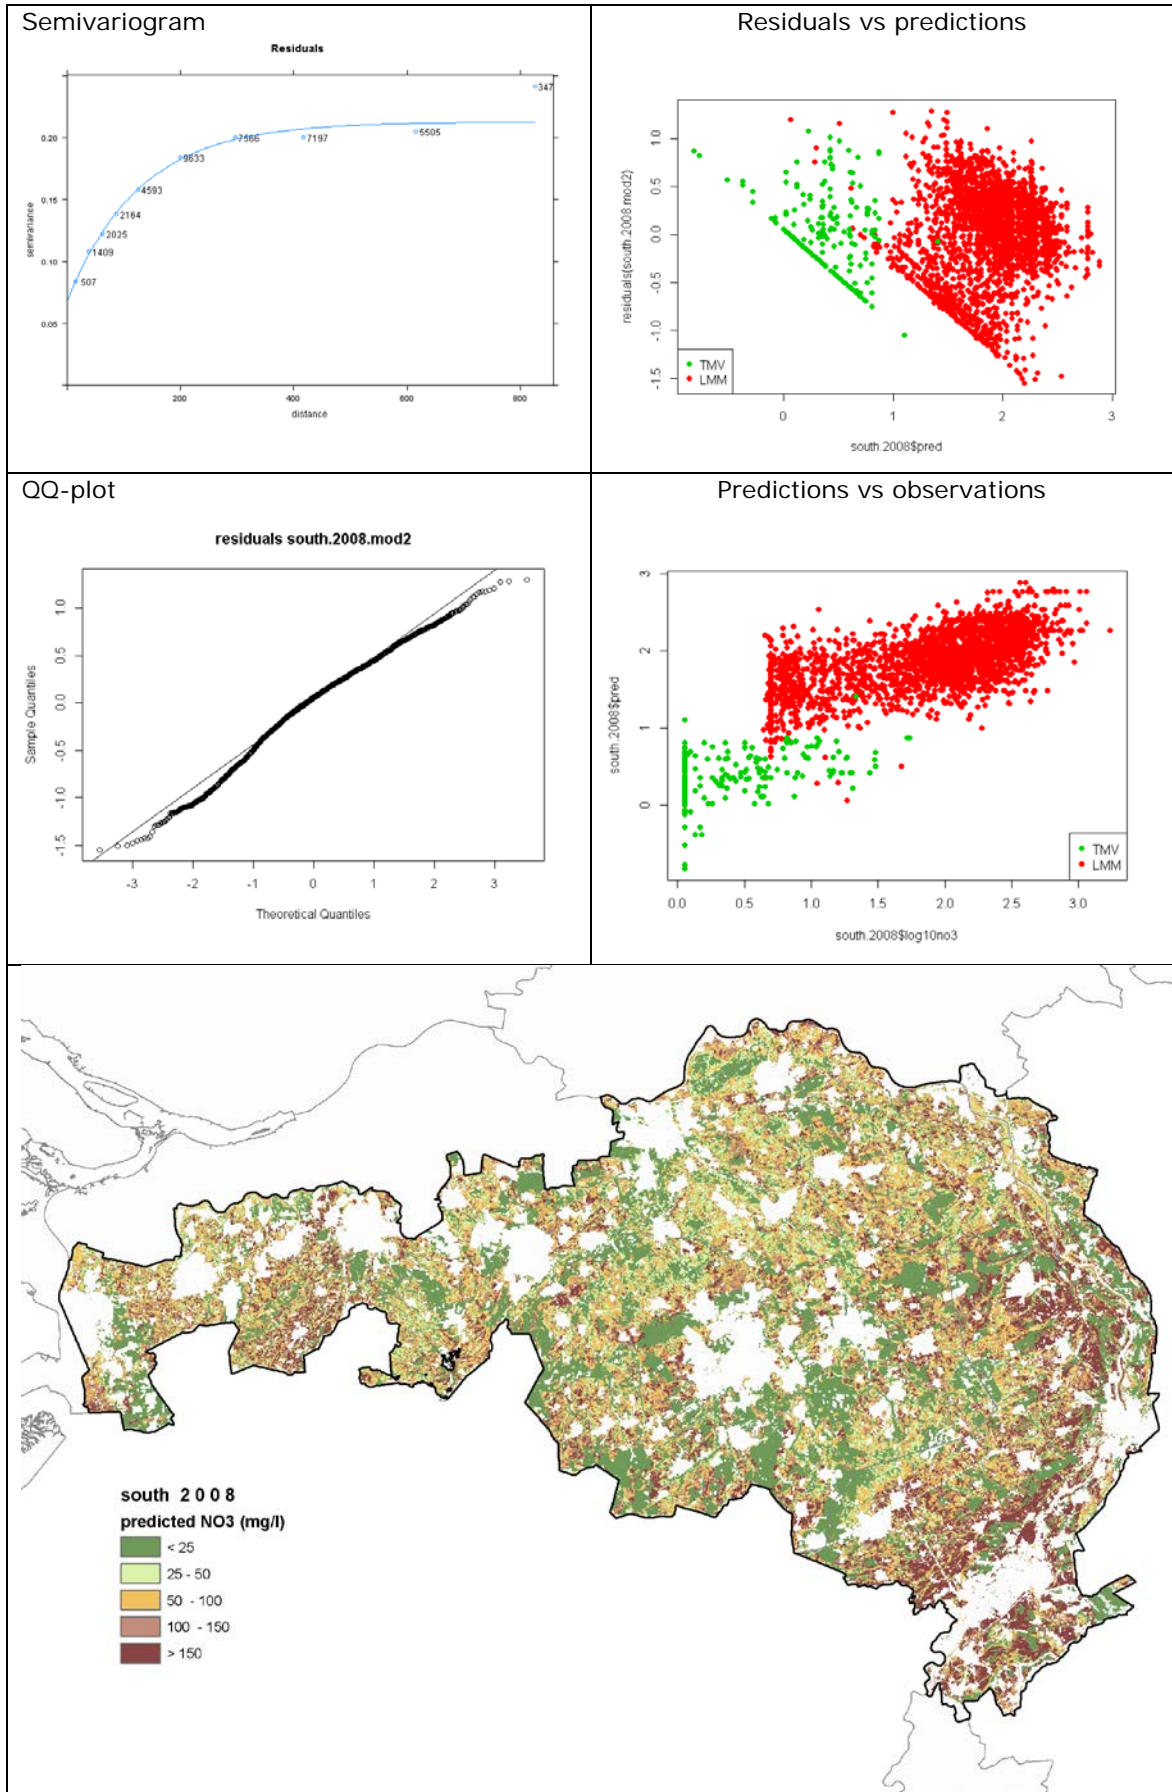 Semivariogram
Residuals
semivariance
0.20
0.15
0.10
0.05
507
1409
2025
2164
4593
9633
7566
7197
5505
347
200
400
600
800
distance
Residuals vs predictions
residuals(south.2008.mod2)
1.0
0.5
0.0
-0.5
-1.0
-1.5
TMV
LMM
0
1
2
3
south.2008$pred
QQ-plot
residuals south.2008.mod2
Sample Quantiles
1.0
0.5
0.0
-0.5
-1.0
-1.5
-3
-2
-1
0
1
2
3
Theoretical Quantiles
Predictions vs observations
south.2008$pred
3
2
1
0
TMV
LMM
0.0
0.5
1.0
1.5
2.0
2.5
3.0
south.2008$log10no3
south 2 0 0 8
predicted NO3 (mg/l)
< 25
25 - 50
50 - 100
100 - 150
> 150